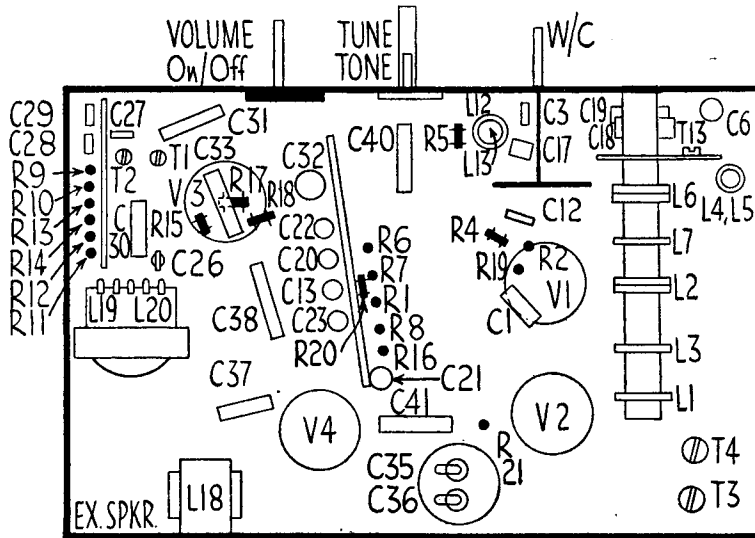 VOLUME
On/Off
TUNE
TONE
W/C
C29
C28
C27
C31
C40
R5
L12
L13
C3
C17
C19
C18
T13
C6
R9
R10
R13
R14
R12
R11
T2
T1
C33
V3
R17
R18
C32
R15
C
30
C26
C22
C20
C13
C23
R6
R7
R1
R8
R16
R20
C21
C12
R4
R2
R19
V1
C1
L4,L5
L6
L7
L2
L3
L1
L19
L20
C38
C37
C41
V4
V2
R
21
C35
C36
T4
T3
L18
EX. SPKR.